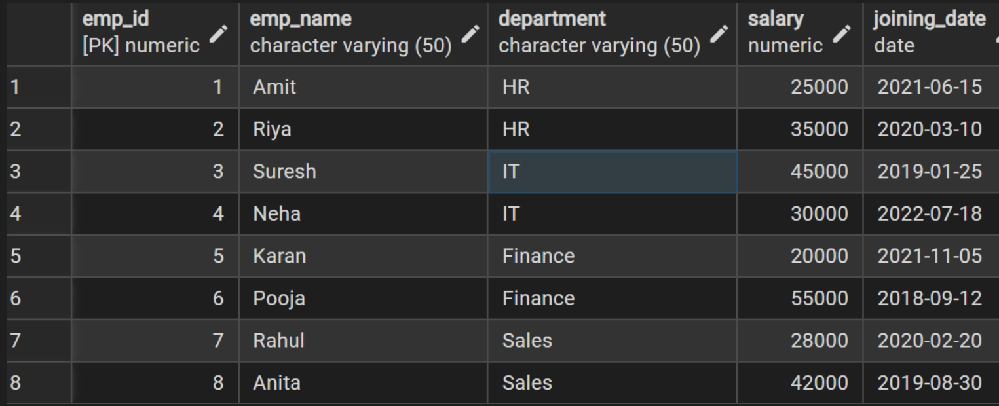 emp_id emp_name department salary joining_date
[PK] numeric character varying (50) character varying (50) numeric date
1 1 Amit HR 25000 2021-06-15
2 2 Riya HR 35000 2020-03-10
3 3 Suresh IT 45000 2019-01-25
4 4 Neha IT 30000 2022-07-18
5 5 Karan Finance 20000 2021-11-05
6 6 Pooja Finance 55000 2018-09-12
7 7 Rahul Sales 28000 2020-02-20
8 8 Anita Sales 42000 2019-08-30